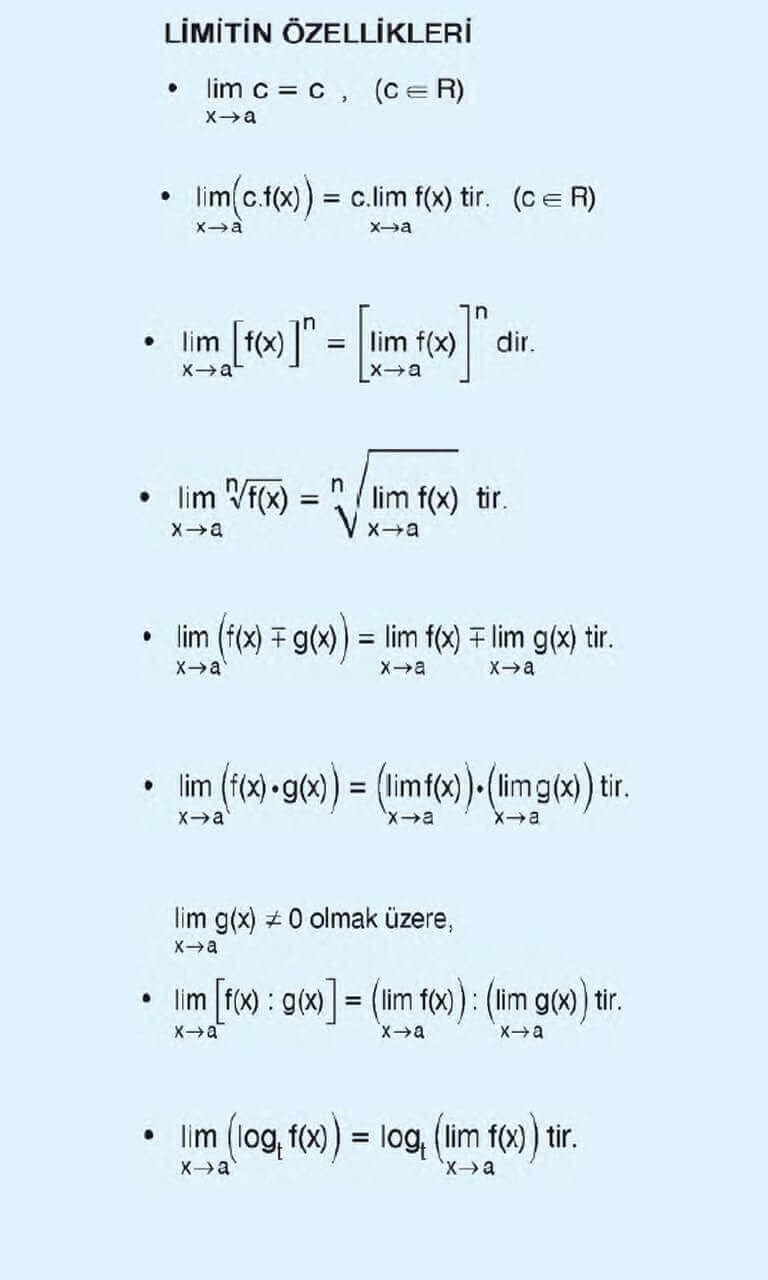 LİMİTİN ÖZELLİKLERİ
• lim c = c , (c ∈ R)
x→a
• lim(c.f(x)) = c.lim f(x) tir. (c ∈ R)
x→a x→a
• lim [f(x)]ⁿ = [lim f(x)]ⁿ dir.
x→a x→a
• lim ⁿ√f(x) = ⁿ√lim f(x) tir.
x→a x→a
• lim (f(x) ∓ g(x)) = lim f(x) ∓ lim g(x) tir.
x→a x→a x→a
• lim (f(x)•g(x)) = (lim f(x))•(lim g(x)) tir.
x→a x→a x→a
lim g(x) ≠ 0 olmak üzere,
x→a
• lim [f(x) : g(x)] = (lim f(x)) : (lim g(x)) tir.
x→a x→a x→a
• lim (logₜ f(x)) = logₜ (lim f(x)) tir.
x→a x→a